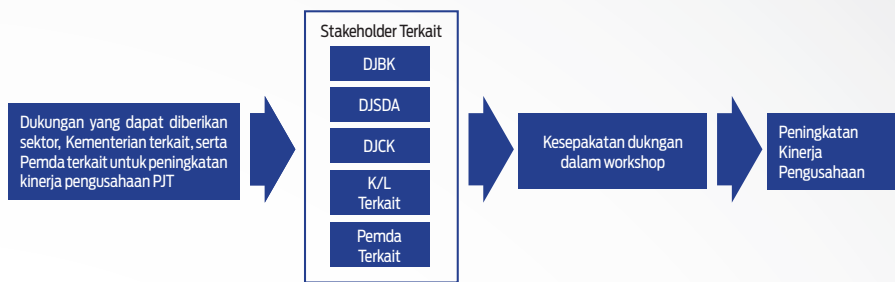 Dukungan yang dapat diberikan
sektor, Kementerian terkait, serta
Pemda terkait untuk peningkatan
kinerja pengusahaan PJT
Stakeholder Terkait
DJBK
DJSDA
DJCK
K/L
Terkait
Pemda
Terkait
Kesepakatan dukngan
dalam workshop
Peningkatan
Kinerja
Pengusahaan